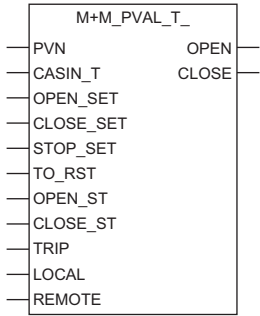 M+M_PVAL_T_
PVN OPEN
CASIN_T CLOSE
OPEN_SET
CLOSE_SET
STOP_SET
TO_RST
OPEN_ST
CLOSE_ST
TRIP
LOCAL
REMOTE